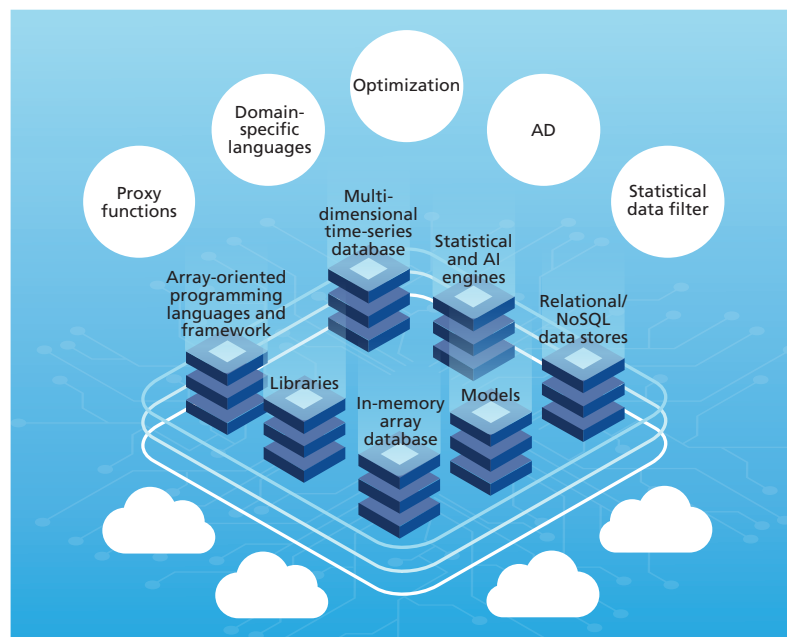 Optimization
Domain-
specific
languages
AD
Proxy
functions
Statistical
data filter
Multi-
dimensional
time-series
database
Statistical
and AI
engines
Array-oriented
programming
languages and
framework
Relational/
NoSQL
data stores
Libraries
In-memory
array
database
Models